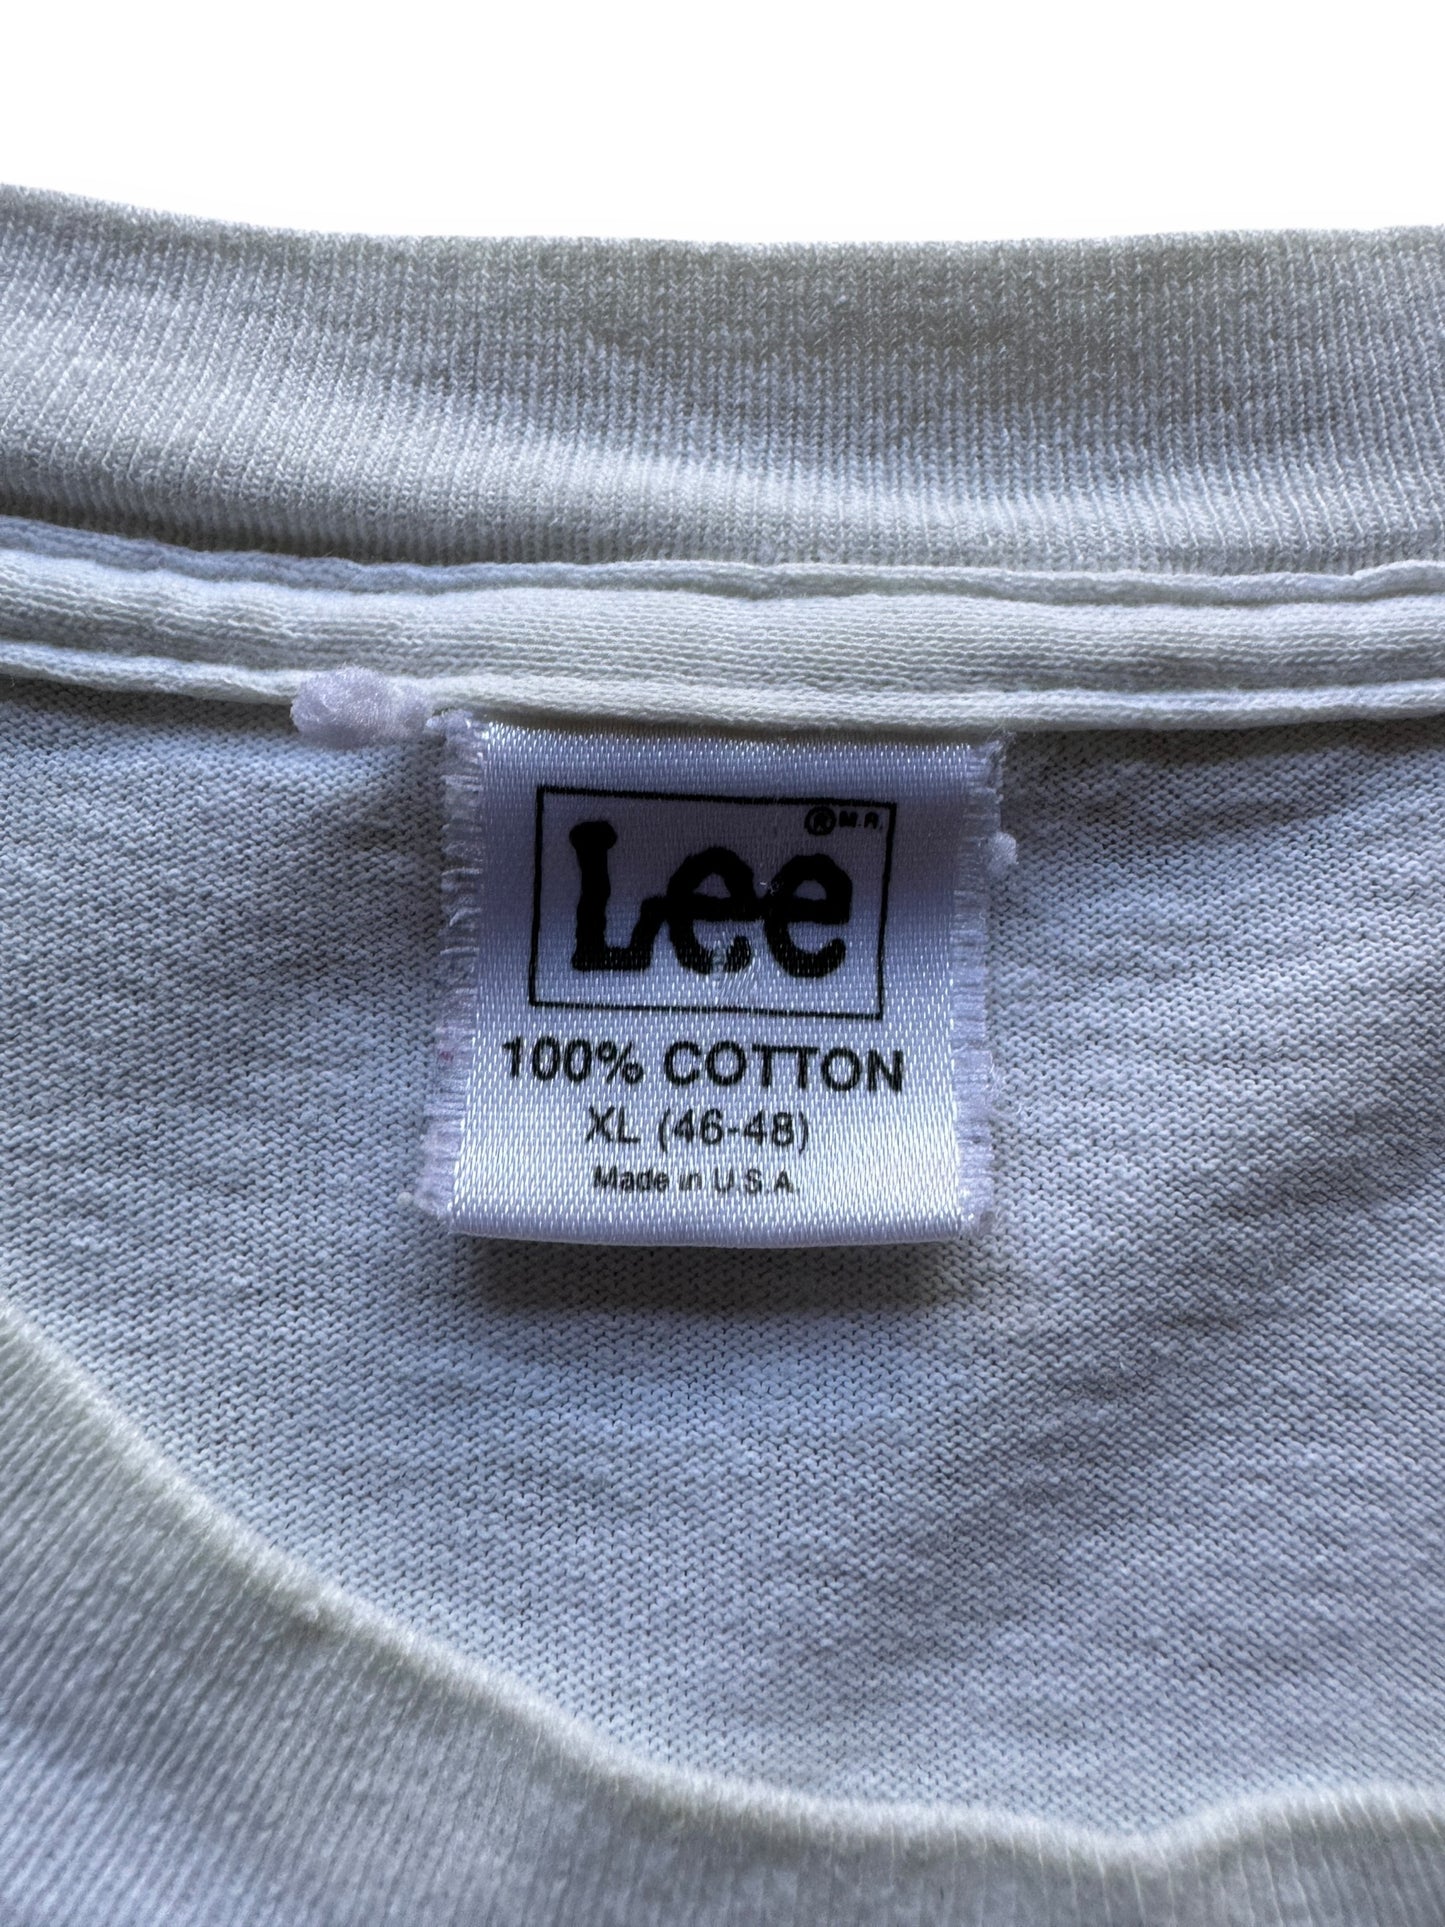 ® M.R.
Lee
100% COTTON
XL (46-48)
Made in U.S.A.